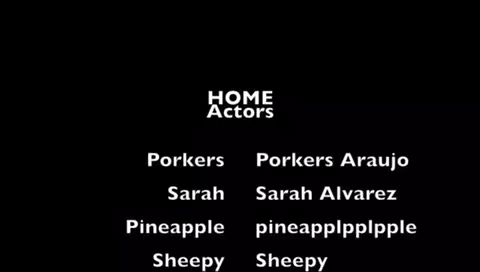 HOME
Actors
Porkers Porkers Araujo
Sarah Sarah Alvarez
Pineapple pineapplpplpple
Sheepy Sheepy